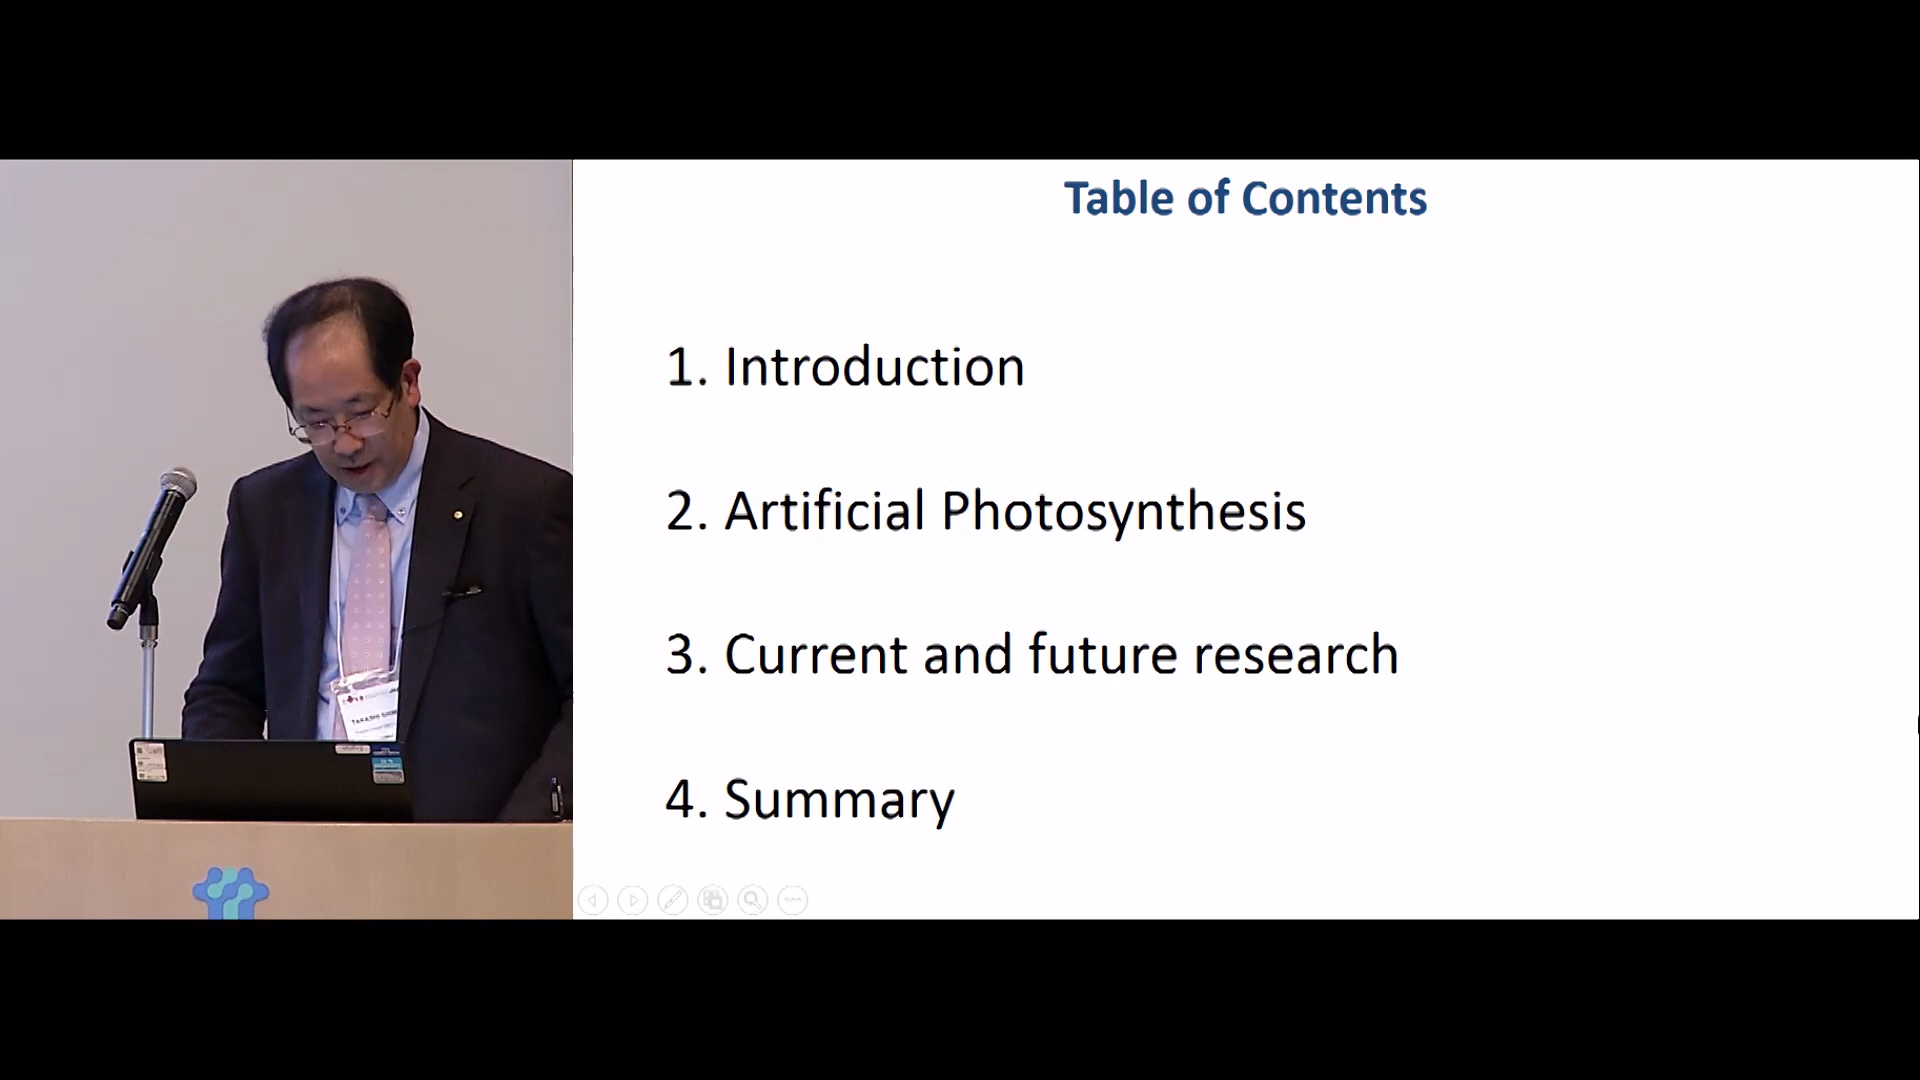 Table of Contents
1. Introduction
2. Artificial Photosynthesis
3. Current and future research
4. Summary